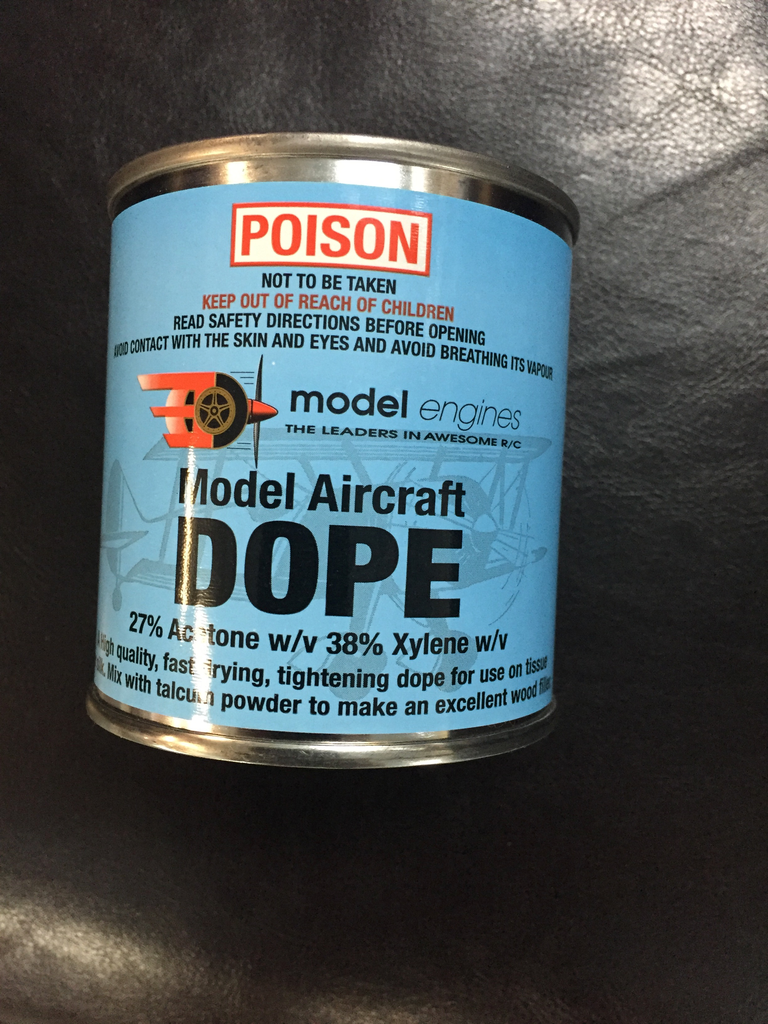 POISON
NOT TO BE TAKEN
KEEP OUT OF REACH OF CHILDREN
READ SAFETY DIRECTIONS BEFORE OPENING
AVOID CONTACT WITH THE SKIN AND EYES AND AVOID BREATHING ITS VAPOUR
model engines
THE LEADERS IN AWESOME R/C
Model Aircraft
DOPE
27% Acetone w/v 38% Xylene w/v
High quality, fast drying, tightening dope for use on tissue
Mix with talcum powder to make an excellent wood